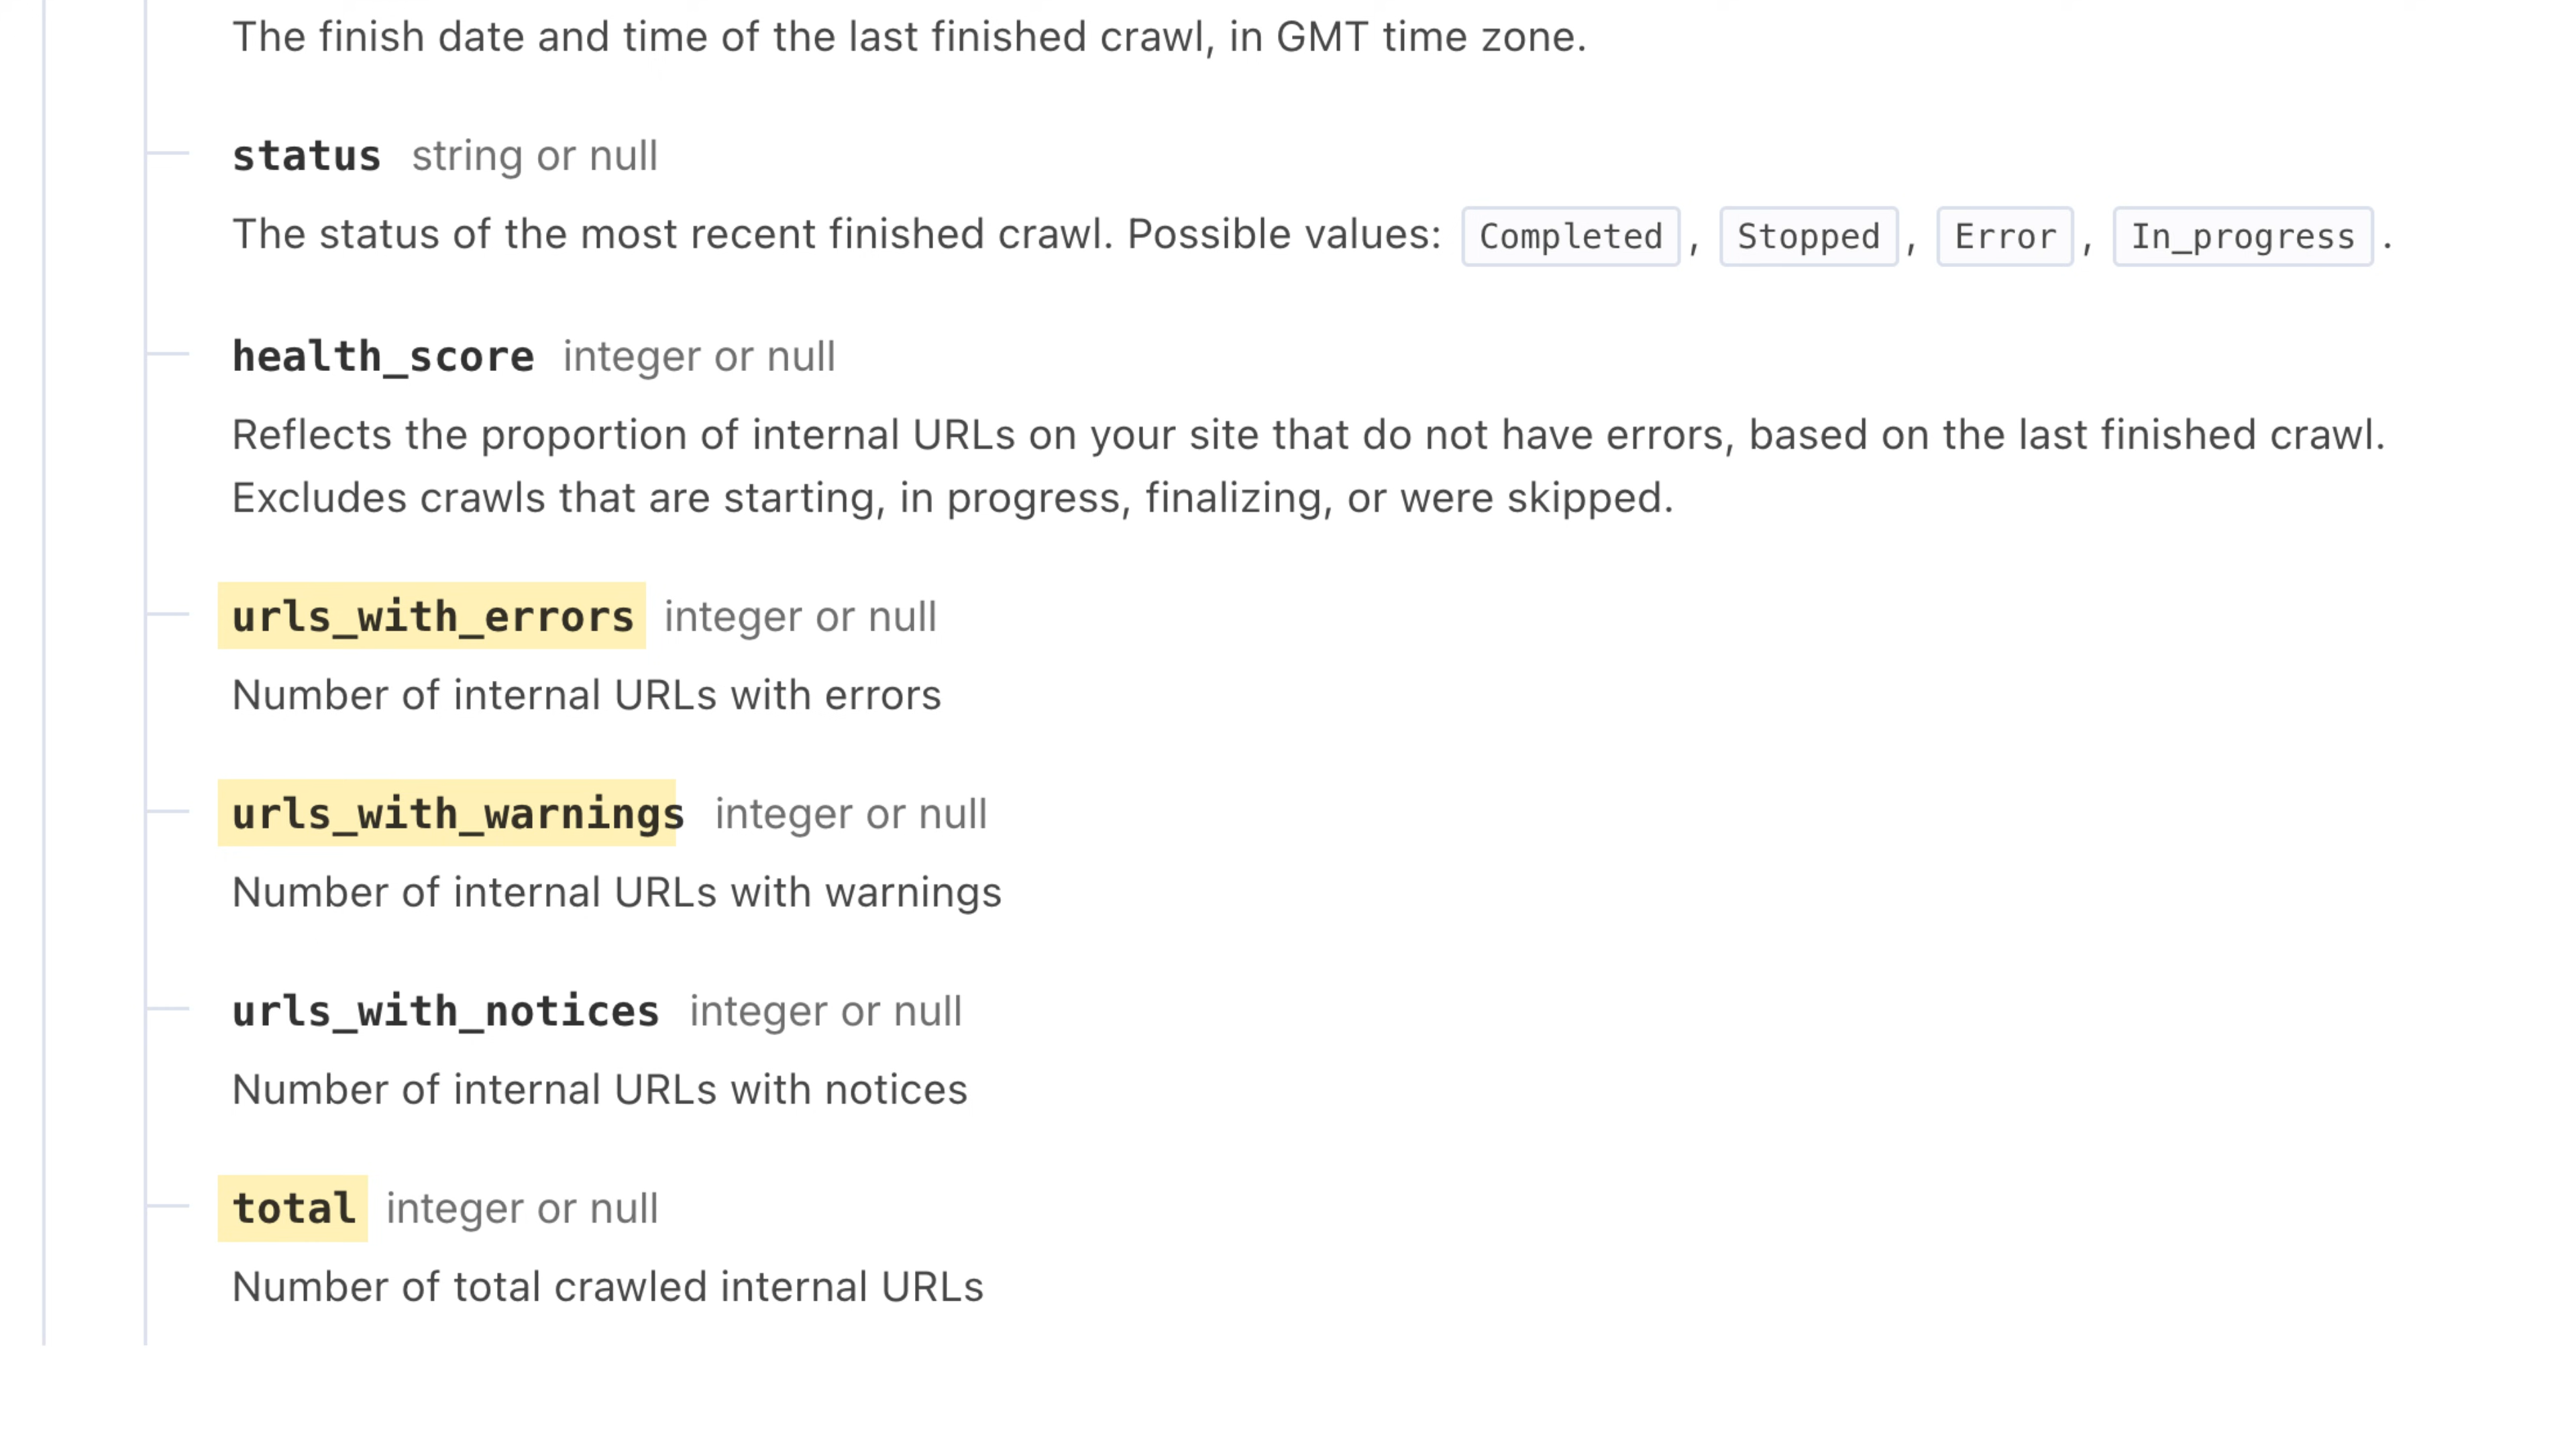 The finish date and time of the last finished crawl, in GMT time zone.
status string or null
The status of the most recent finished crawl. Possible values: Completed , Stopped , Error , In_progress .
health_score integer or null
Reflects the proportion of internal URLs on your site that do not have errors, based on the last finished crawl.
Excludes crawls that are starting, in progress, finalizing, or were skipped.
urls_with_errors integer or null
Number of internal URLs with errors
urls_with_warnings integer or null
Number of internal URLs with warnings
urls_with_notices integer or null
Number of internal URLs with notices
total integer or null
Number of total crawled internal URLs